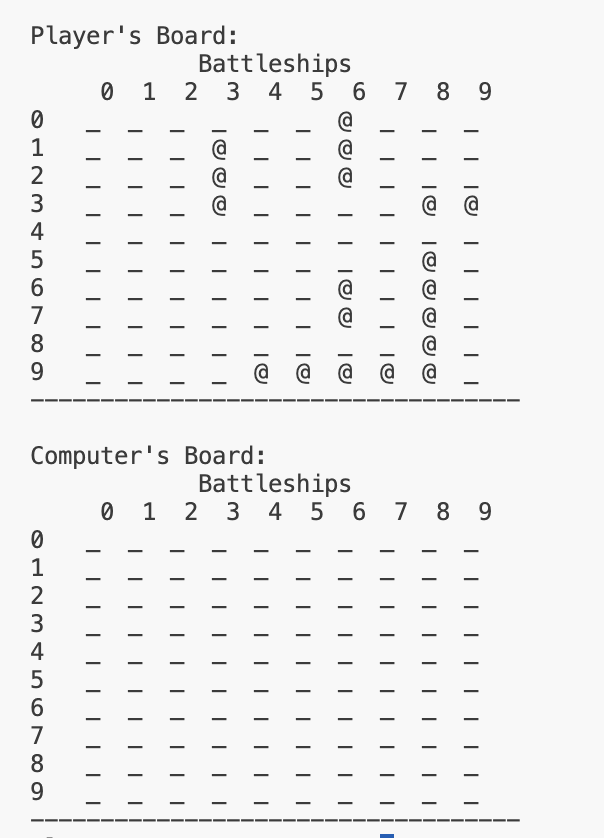 Player's Board:
Battleships
0 1 2 3 4 5 6 7 8 9
0 _ _ _ _ _ _ @ _ _ _
1 _ _ _ @ _ _ @ _ _ _
2 _ _ _ @ _ _ @ _ _ _
3 _ _ _ @ _ _ _ _ @ @
4 _ _ _ _ _ _ _ _ _ _
5 _ _ _ _ _ _ _ _ @ _
6 _ _ _ _ _ _ @ _ @ _
7 _ _ _ _ _ _ @ _ @ _
8 _ _ _ _ _ _ _ _ @ _
9 _ _ _ _ @ @ @ @ @ _
-----------------------------------
Computer's Board:
Battleships
0 1 2 3 4 5 6 7 8 9
0 _ _ _ _ _ _ _ _ _ _
1 _ _ _ _ _ _ _ _ _ _
2 _ _ _ _ _ _ _ _ _ _
3 _ _ _ _ _ _ _ _ _ _
4 _ _ _ _ _ _ _ _ _ _
5 _ _ _ _ _ _ _ _ _ _
6 _ _ _ _ _ _ _ _ _ _
7 _ _ _ _ _ _ _ _ _ _
8 _ _ _ _ _ _ _ _ _ _
9 _ _ _ _ _ _ _ _ _ _
-----------------------------------